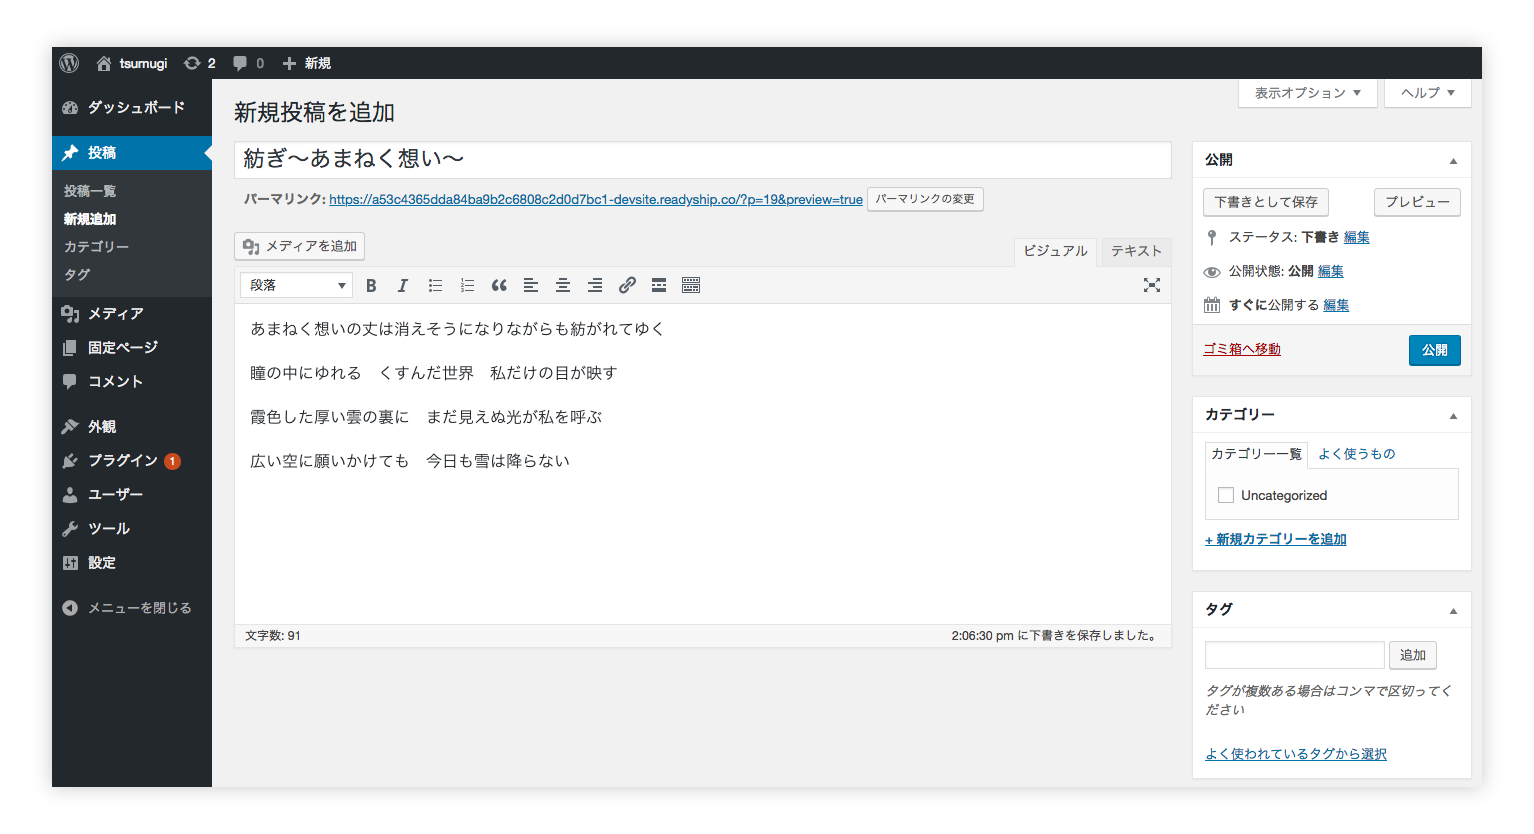 tsumugi 2 0 新規
ダッシュボード
投稿
投稿一覧
新規追加
カテゴリー
タグ
メディア
固定ページ
コメント
外観
プラグイン 1
ユーザー
ツール
設定
メニューを閉じる
表示オプション ヘルプ
新規投稿を追加
紡ぎ〜あまねく想い〜
パーマリンク: https://a53c4365dda84ba9b2c6808c2d0d7bc1-devsite.readyship.co/?p=19&preview=true パーマリンクの変更
メディアを追加
ビジュアル テキスト
段落 B I
あまねく想いの丈は消えそうになりながらも紡がれてゆく
瞳の中にゆれる　くすんだ世界　私だけの目が映す
霞色した厚い雲の裏に　まだ見えぬ光が私を呼ぶ
広い空に願いかけても　今日も雪は降らない
文字数: 91 2:06:30 pm に下書きを保存しました。
公開
下書きとして保存 プレビュー
ステータス: 下書き 編集
公開状態: 公開 編集
すぐに公開する 編集
ゴミ箱へ移動 公開
カテゴリー
カテゴリー一覧 よく使うもの
Uncategorized
+ 新規カテゴリーを追加
タグ
追加
タグが複数ある場合はコンマで区切ってく
ださい
よく使われているタグから選択